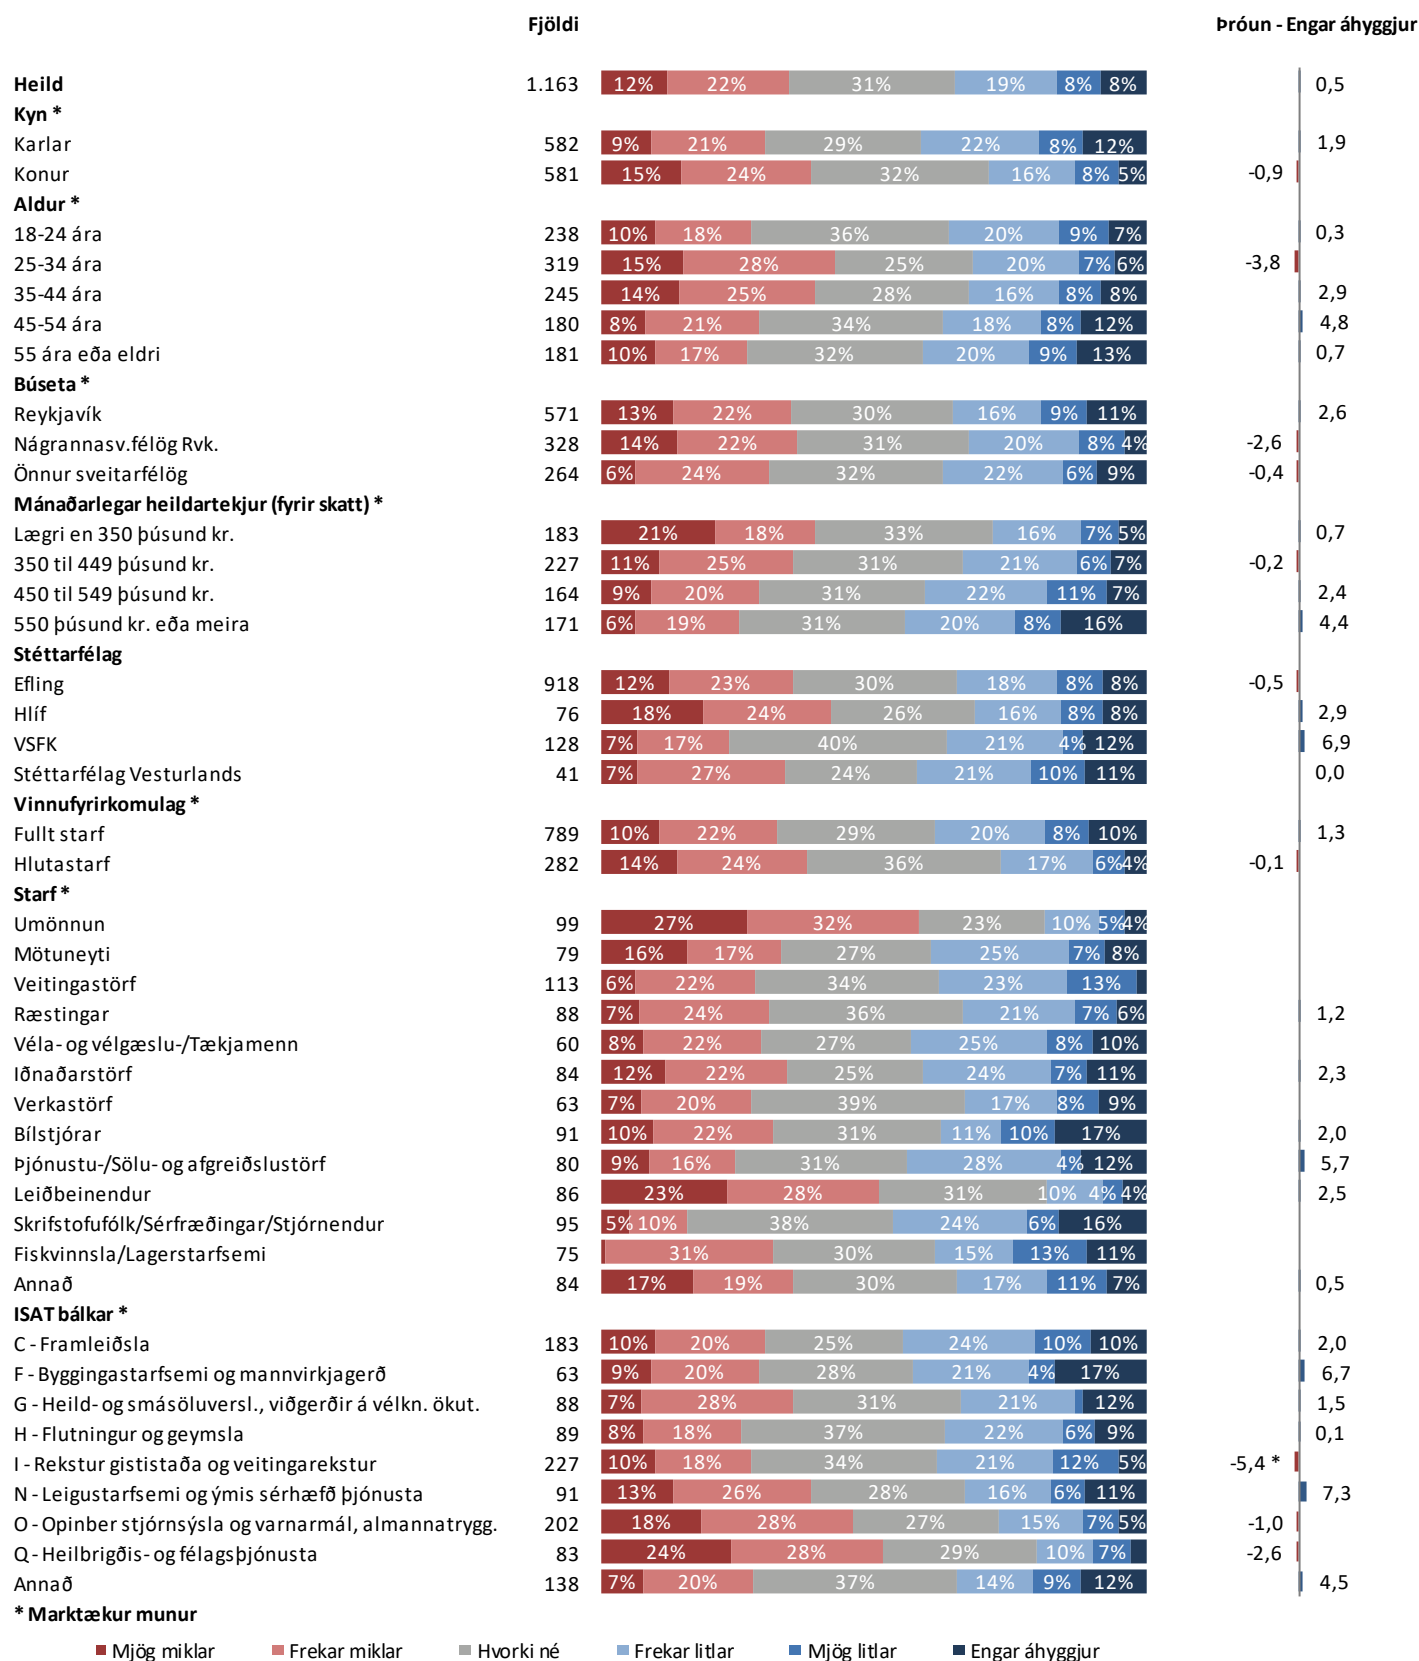 Fjöldi Þróun - Engar áhyggjur
Heild 1.163 12% 22% 31% 19% 8% 8% 0,5
Kyn *
Karlar 582 9% 21% 29% 22% 8% 12% 1,9
Konur 581 15% 24% 32% 16% 8% 5% -0,9
Aldur *
18-24 ára 238 10% 18% 36% 20% 9% 7% 0,3
25-34 ára 319 15% 28% 25% 20% 7% 6% -3,8
35-44 ára 245 14% 25% 28% 16% 8% 8% 2,9
45-54 ára 180 8% 21% 34% 18% 8% 12% 4,8
55 ára eða eldri 181 10% 17% 32% 20% 9% 13% 0,7
Búseta *
Reykjavík 571 13% 22% 30% 16% 9% 11% 2,6
Nágrannasv.félög Rvk. 328 14% 22% 31% 20% 8% 4% -2,6
Önnur sveitarfélög 264 6% 24% 32% 22% 6% 9% -0,4
Mánaðarlegar heildartekjur (fyrir skatt) *
Lægri en 350 þúsund kr. 183 21% 18% 33% 16% 7% 5% 0,7
350 til 449 þúsund kr. 227 11% 25% 31% 21% 6% 7% -0,2
450 til 549 þúsund kr. 164 9% 20% 31% 22% 11% 7% 2,4
550 þúsund kr. eða meira 171 6% 19% 31% 20% 8% 16% 4,4
Stéttarfélag
Efling 918 12% 23% 30% 18% 8% 8% -0,5
Hlíf 76 18% 24% 26% 16% 8% 8% 2,9
VSFK 128 7% 17% 40% 21% 4% 12% 6,9
Stéttarfélag Vesturlands 41 7% 27% 24% 21% 10% 11% 0,0
Vinnufyrirkomulag *
Fullt starf 789 10% 22% 29% 20% 8% 10% 1,3
Hlutastarf 282 14% 24% 36% 17% 6% 4% -0,1
Starf *
Umönnun 99 27% 32% 23% 10% 5% 4%
Mötuneyti 79 16% 17% 27% 25% 7% 8%
Veitingastörf 113 6% 22% 34% 23% 13%
Ræstingar 88 7% 24% 36% 21% 7% 6% 1,2
Véla- og vélgæslu-/Tækjamenn 60 8% 22% 27% 25% 8% 10%
Iðnaðarstörf 84 12% 22% 25% 24% 7% 11% 2,3
Verkastörf 63 7% 20% 39% 17% 8% 9%
Bílstjórar 91 10% 22% 31% 11% 10% 17% 2,0
Þjónustu-/Sölu- og afgreiðslustörf 80 9% 16% 31% 28% 4% 12% 5,7
Leiðbeinendur 86 23% 28% 31% 10% 4% 4% 2,5
Skrifstofufólk/Sérfræðingar/Stjórnendur 95 5% 10% 38% 24% 6% 16%
Fiskvinnsla/Lagerstarfsemi 75 31% 30% 15% 13% 11%
Annað 84 17% 19% 30% 17% 11% 7% 0,5
ISAT bálkar *
C - Framleiðsla 183 10% 20% 25% 24% 10% 10% 2,0
F - Byggingastarfsemi og mannvirkjagerð 63 9% 20% 28% 21% 4% 17% 6,7
G - Heild- og smásöluversl., viðgerðir á vélkn. ökut. 88 7% 28% 31% 21% 12% 1,5
H - Flutningur og geymsla 89 8% 18% 37% 22% 6% 9% 0,1
I - Rekstur gististaða og veitingarekstur 227 10% 18% 34% 21% 12% 5% -5,4 *
N - Leigustarfsemi og ýmis sérhæfð þjónusta 91 13% 26% 28% 16% 6% 11% 7,3
O - Opinber stjórnsýsla og varnarmál, almannatrygg. 202 18% 28% 27% 15% 7% 5% -1,0
Q - Heilbrigðis- og félagsþjónusta 83 24% 28% 29% 10% 7% -2,6
Annað 138 7% 20% 37% 14% 9% 12% 4,5
* Marktækur munur
Mjög miklar Frekar miklar Hvorki né Frekar litlar Mjög litlar Engar áhyggjur